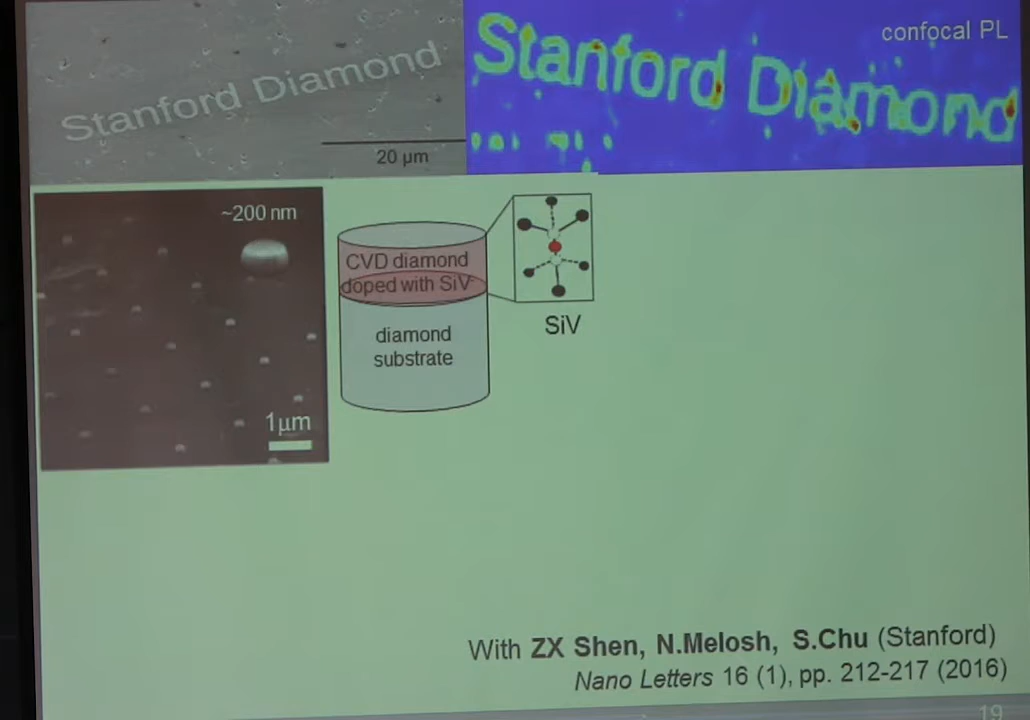 Stanford Diamond
20 µm
Stanford Diamond
confocal PL
~200 nm
1µm
CVD diamond
doped with SiV⁻
diamond
substrate
SiV
With ZX Shen, N.Melosh, S.Chu (Stanford)
Nano Letters 16 (1), pp. 212-217 (2016)
19